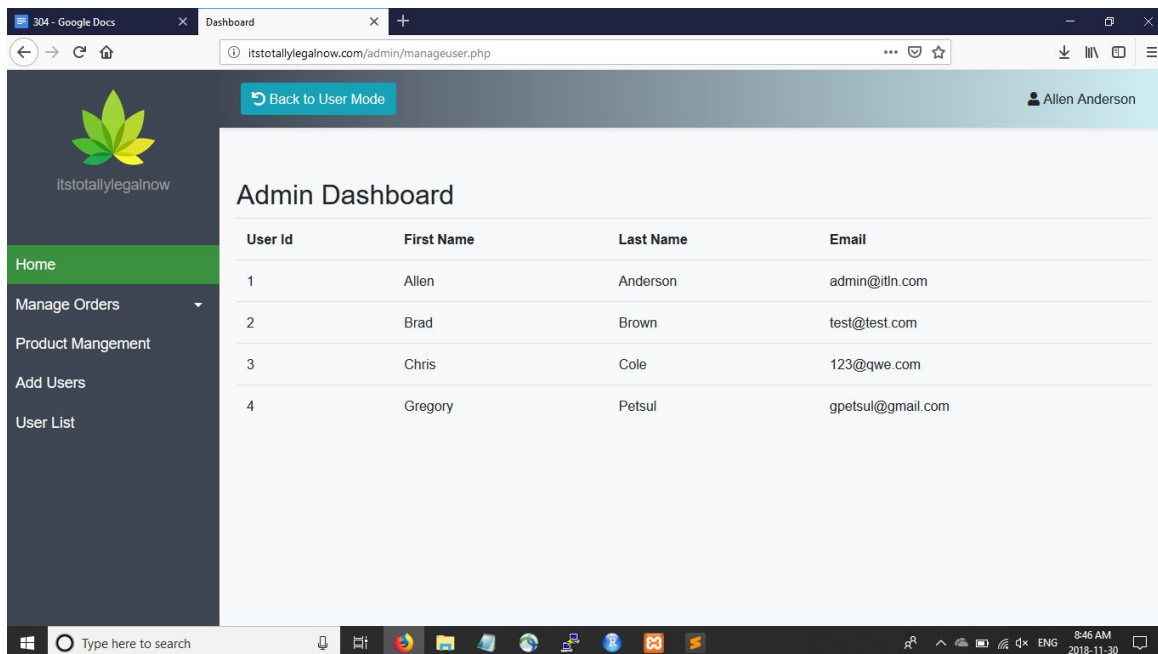 304 - Google Docs
Dashboard
itstotallylegalnow.com/admin/manageuser.php
Back to User Mode
Allen Anderson
itstotallylegalnow
Home
Manage Orders
Product Mangement
Add Users
User List
Admin Dashboard
User Id First Name Last Name Email
1 Allen Anderson admin@itln.com
2 Brad Brown test@test.com
3 Chris Cole 123@qwe.com
4 Gregory Petsul gpetsul@gmail.com
Type here to search
R
ENG
8:46 AM
2018-11-30